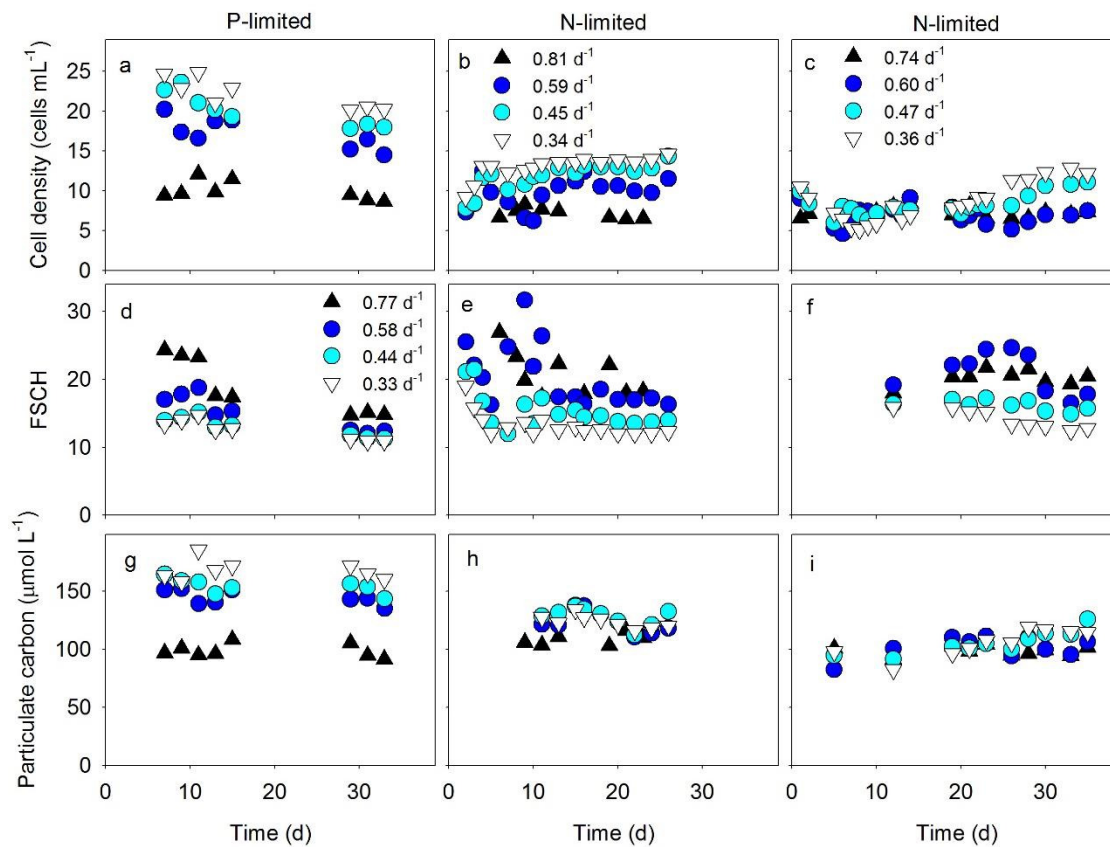 P-limited
N-limited
N-limited
Cell density (cells mL⁻¹)
25
20
15
10
5
0
a
b
0.81 d⁻¹
0.59 d⁻¹
0.45 d⁻¹
0.34 d⁻¹
c
0.74 d⁻¹
0.60 d⁻¹
0.47 d⁻¹
0.36 d⁻¹
FSCH
30
20
10
0
d
0.77 d⁻¹
0.58 d⁻¹
0.44 d⁻¹
0.33 d⁻¹
e
f
Particulate carbon (µmol L⁻¹)
150
100
50
0
g
h
i
0 10 20 30
0 10 20 30
0 10 20 30
Time (d)
Time (d)
Time (d)